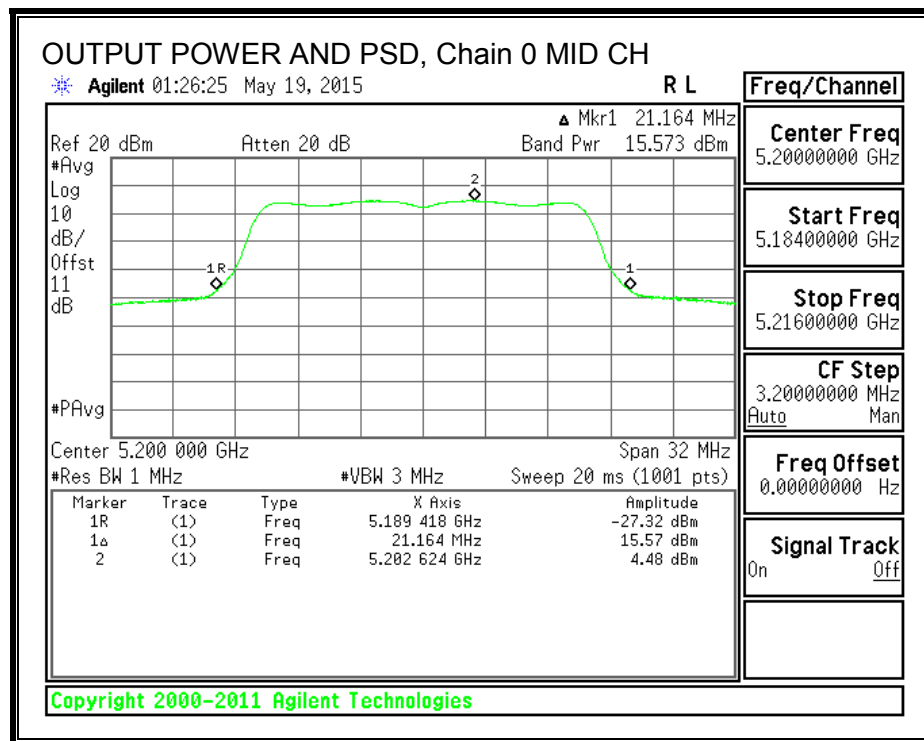 OUTPUT POWER AND PSD, Chain 0 MID CH
Agilent 01:26:25 May 19, 2015 R L
Freq/Channel
Δ Mkr1 21.164 MHz
Ref 20 dBm Atten 20 dB Band Pwr 15.573 dBm
#Avg
Log
10
dB/
Offst
11
dB
#PAvg
2
1R
1
Center 5.200 000 GHz Span 32 MHz
#Res BW 1 MHz #VBW 3 MHz Sweep 20 ms (1001 pts)
Marker Trace Type X Axis Amplitude
1R (1) Freq 5.189 418 GHz -27.32 dBm
1Δ (1) Freq 21.164 MHz 15.57 dBm
2 (1) Freq 5.202 624 GHz 4.48 dBm
Center Freq
5.20000000 GHz
Start Freq
5.18400000 GHz
Stop Freq
5.21600000 GHz
CF Step
3.20000000 MHz
Auto Man
Freq Offset
0.00000000 Hz
Signal Track
On Off
Copyright 2000-2011 Agilent Technologies